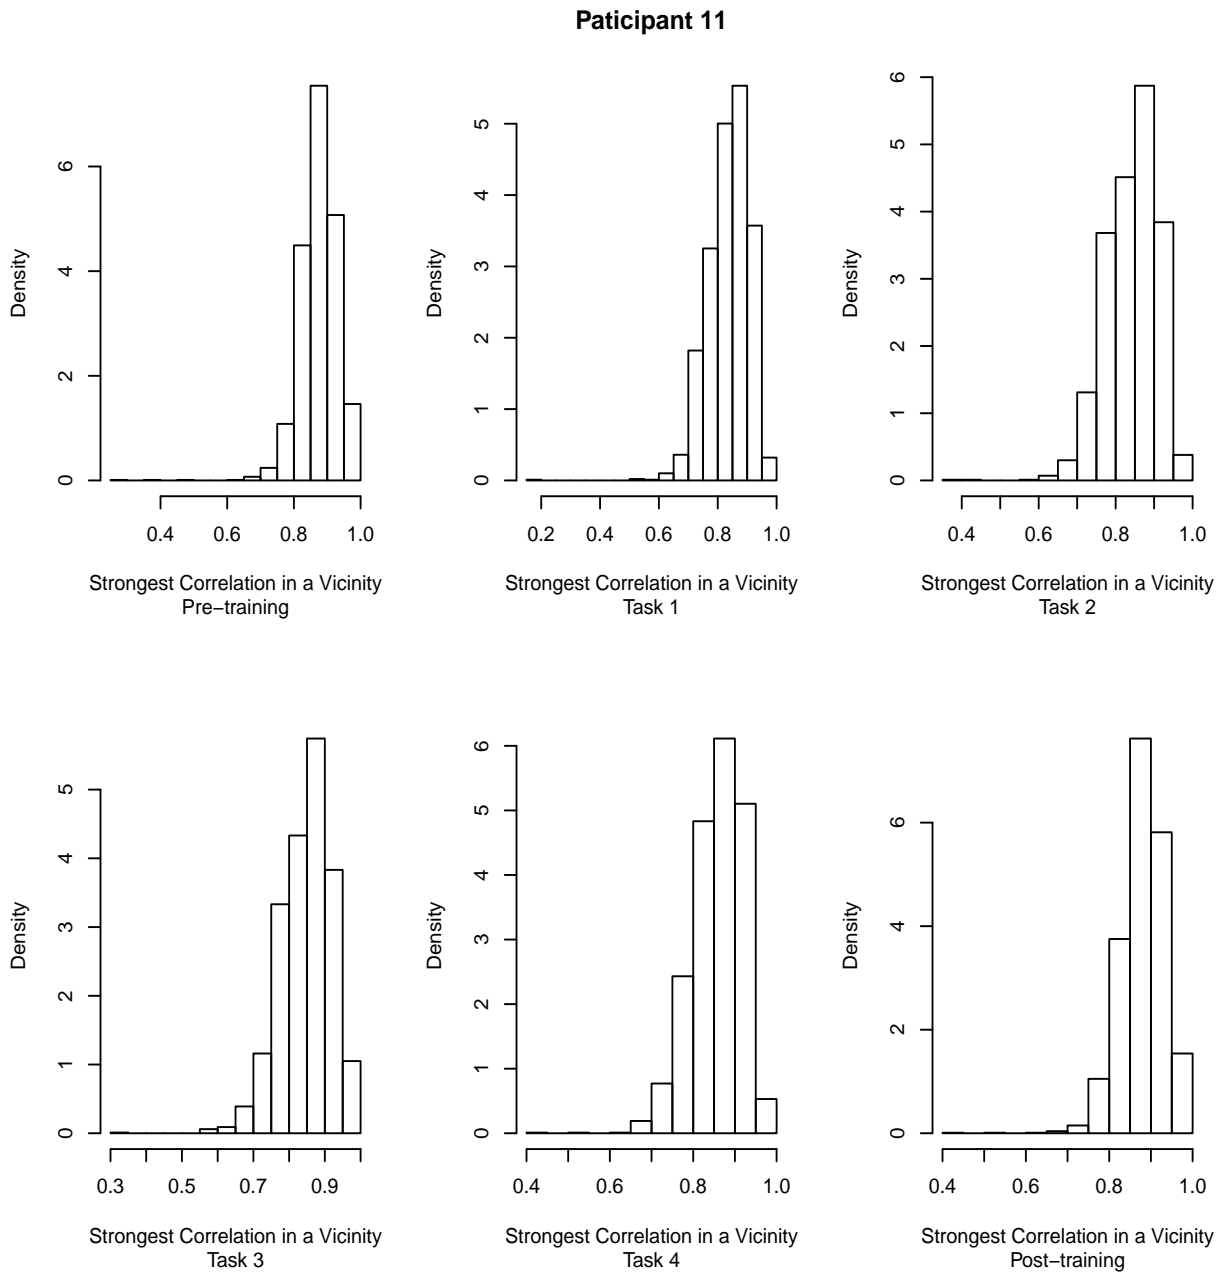 Paticipant 11
Density
0 2 4 6
0.4 0.6 0.8 1.0
Strongest Correlation in a Vicinity
Pre−training
Density
0 1 2 3 4 5
0.2 0.4 0.6 0.8 1.0
Strongest Correlation in a Vicinity
Task 1
Density
0 1 2 3 4 5 6
0.4 0.6 0.8 1.0
Strongest Correlation in a Vicinity
Task 2
Density
0 1 2 3 4 5
0.3 0.5 0.7 0.9
Strongest Correlation in a Vicinity
Task 3
Density
0 1 2 3 4 5 6
0.4 0.6 0.8 1.0
Strongest Correlation in a Vicinity
Task 4
Density
0 2 4 6
0.4 0.6 0.8 1.0
Strongest Correlation in a Vicinity
Post−training